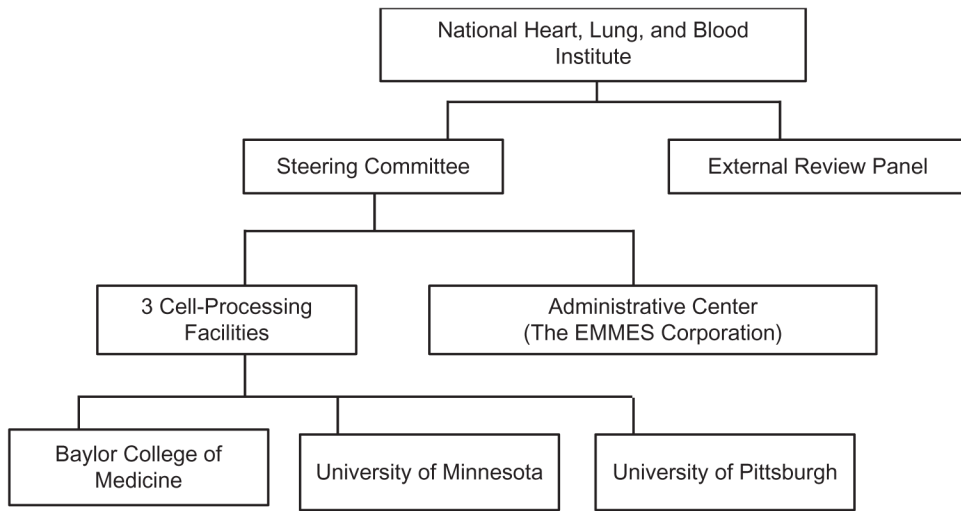 National Heart, Lung, and Blood
Institute
Steering Committee
External Review Panel
3 Cell-Processing
Facilities
Administrative Center
(The EMMES Corporation)
Baylor College of
Medicine
University of Minnesota
University of Pittsburgh